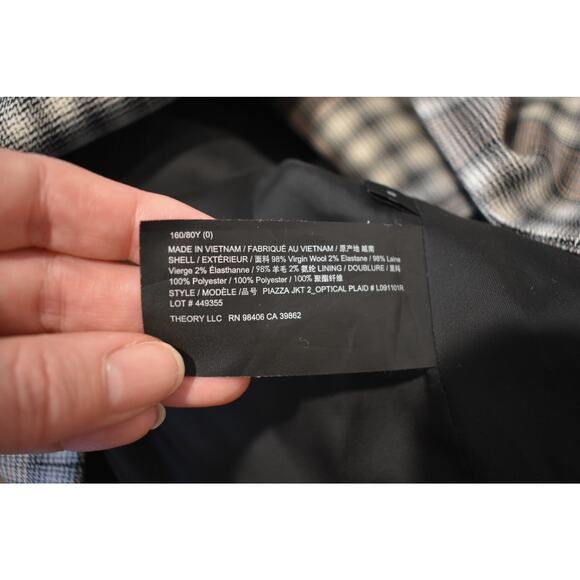 160/80Y (0)
MADE IN VIETNAM / FABRIQUÉ AU VIETNAM / 原产地 越南
SHELL / EXTÉRIEUR / 面料 98% Virgin Wool 2% Elastane / 98% Laine
Vierge 2% Élasthanne / 98% 羊毛 2% 氨纶 LINING / DOUBLURE / 里料
100% Polyester / 100% Polyester / 100% 聚酯纤维
STYLE / MODÈLE /品号 PIAZZA JKT 2_OPTICAL PLAID # L091101R
LOT # 449355
THEORY LLC RN 98406 CA 39862